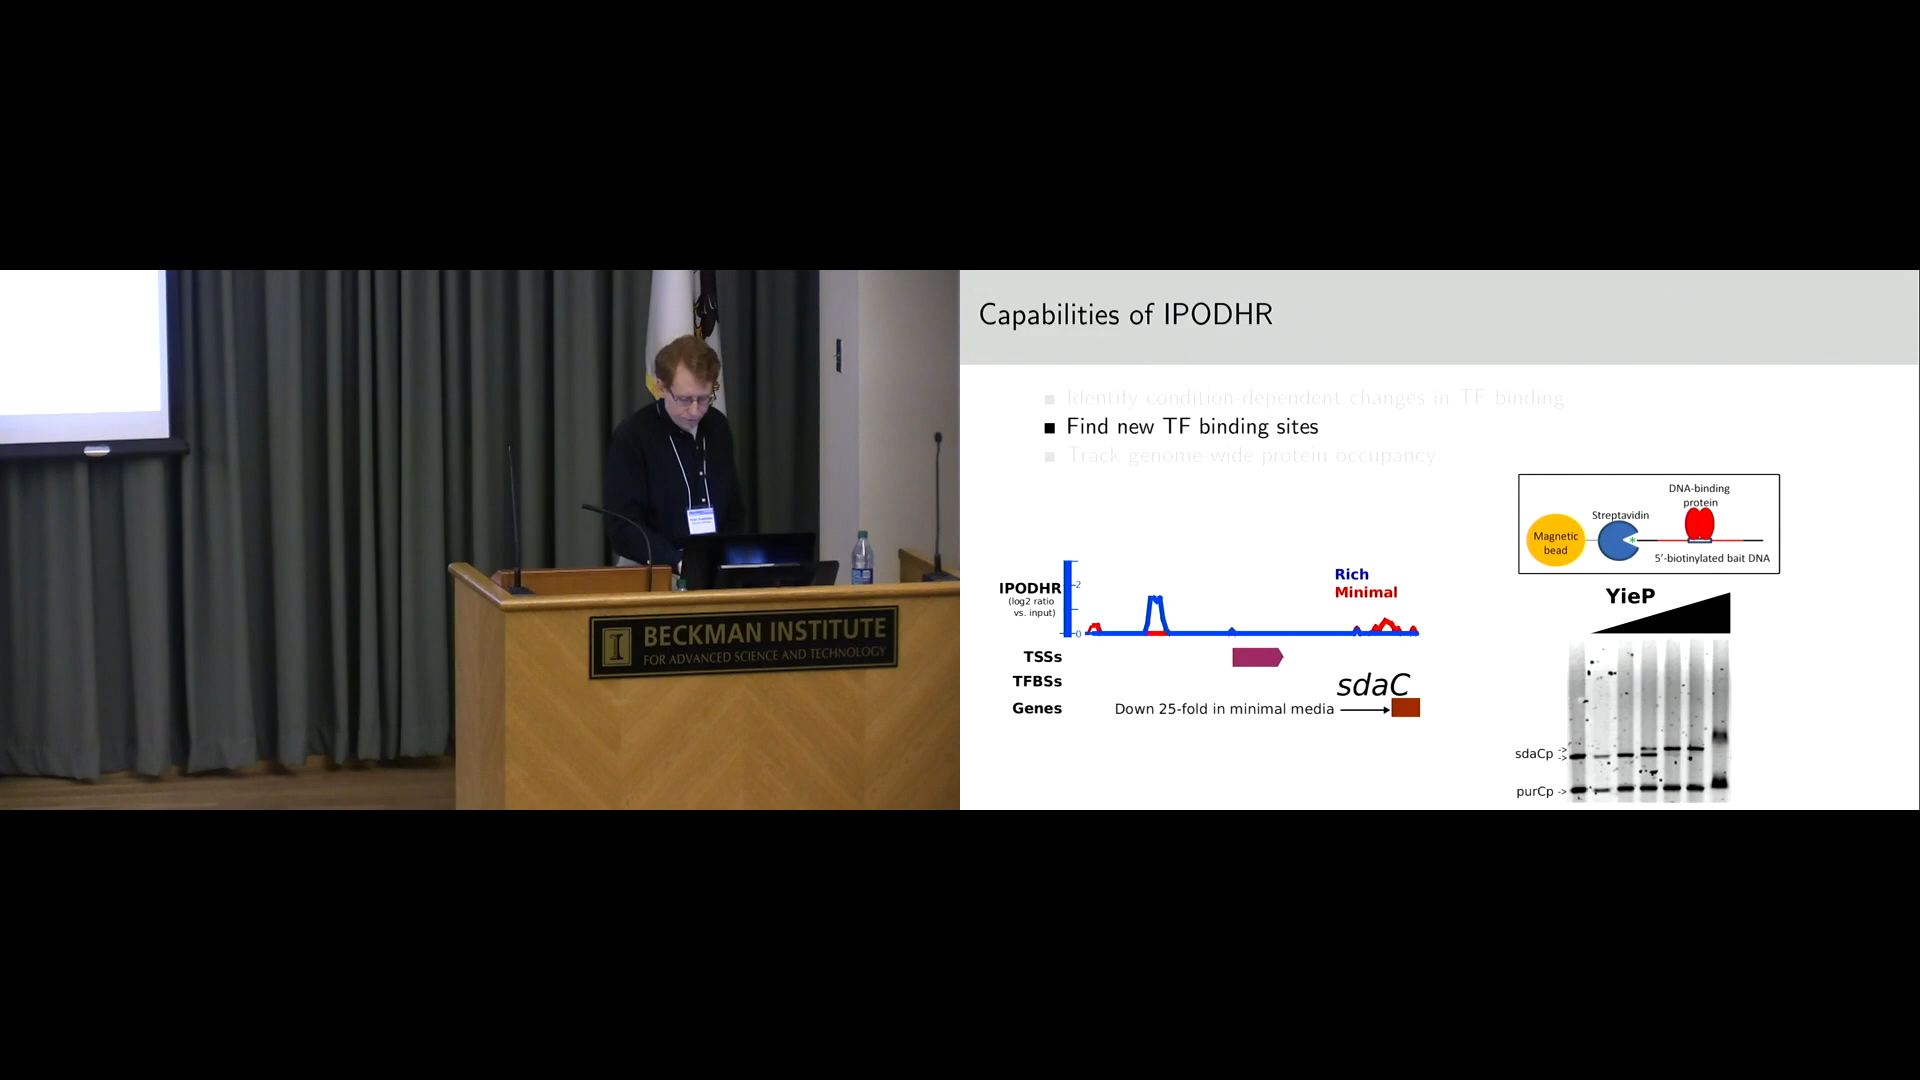 BECKMAN INSTITUTE
FOR ADVANCED SCIENCE AND TECHNOLOGY
Capabilities of IPODHR
Identify condition-dependent changes in TF binding
Find new TF binding sites
Track genome-wide protein occupancy
DNA-binding
protein
Streptavidin
Magnetic
bead
*
5'-biotinylated bait DNA
IPODHR
(log2 ratio
vs. input)
2
0
Rich
Minimal
YieP
TSSs
TFBSs
sdaC
Genes
Down 25-fold in minimal media
sdaCp ->
->
purCp ->